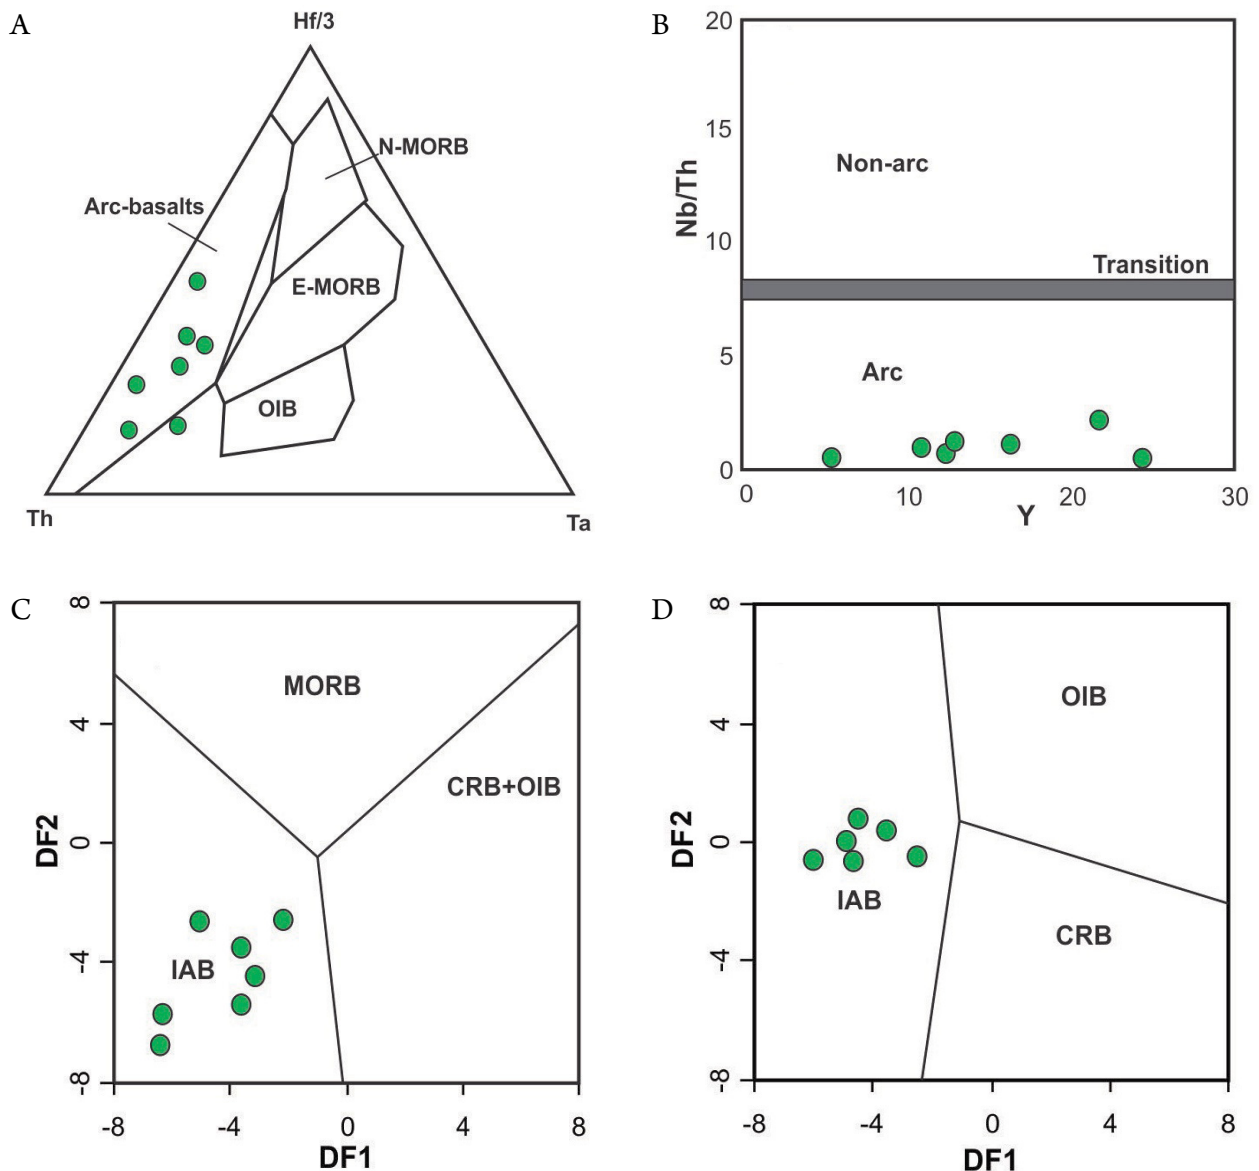 A
Hf/3
N-MORB
Arc-basalts
E-MORB
OIB
Th
Ta
B
20
15
10
5
0
Nb/Th
Non-arc
Transition
Arc
0
10
20
30
Y
C
8
4
0
-4
-8
DF2
MORB
CRB+OIB
IAB
-8
-4
0
4
8
DF1
D
8
4
0
-4
-8
DF2
OIB
IAB
CRB
-8
-4
0
4
8
DF1